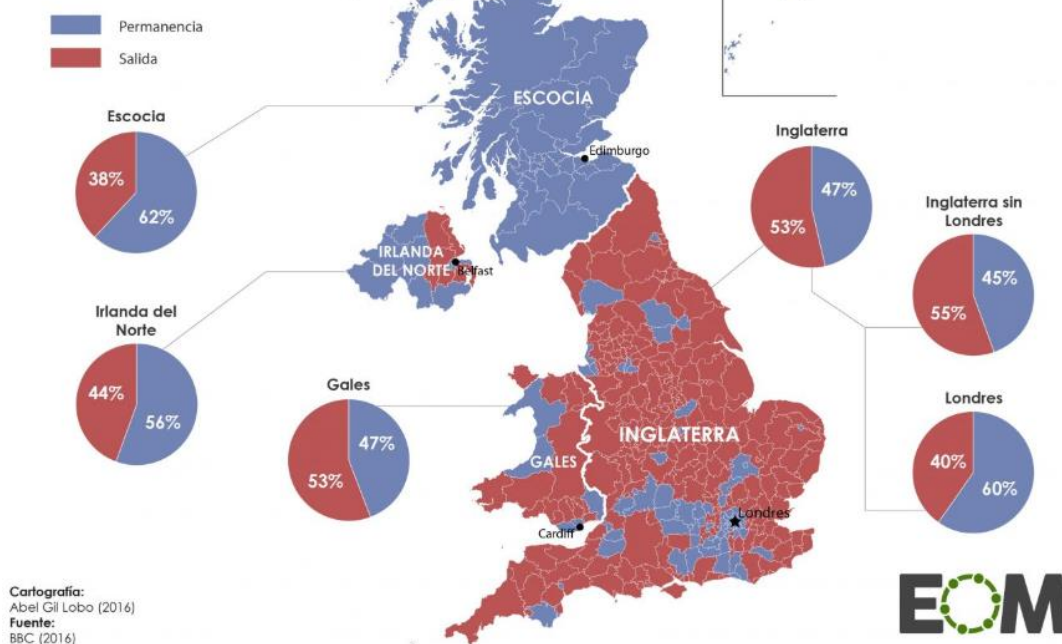 Permanencia
Salida
Escocia
38%
62%
ESCOCIA
Edimburgo
Inglaterra
47%
53%
Inglaterra sin
Londres
45%
55%
IRLANDA
DEL NORTE
Belfast
Irlanda del
Norte
44%
56%
Gales
47%
53%
GALES
INGLATERRA
Londres
40%
60%
Londres
Cardiff
Cartografía:
Abel Gil Lobo (2016)
Fuente:
BBC (2016)
EOM